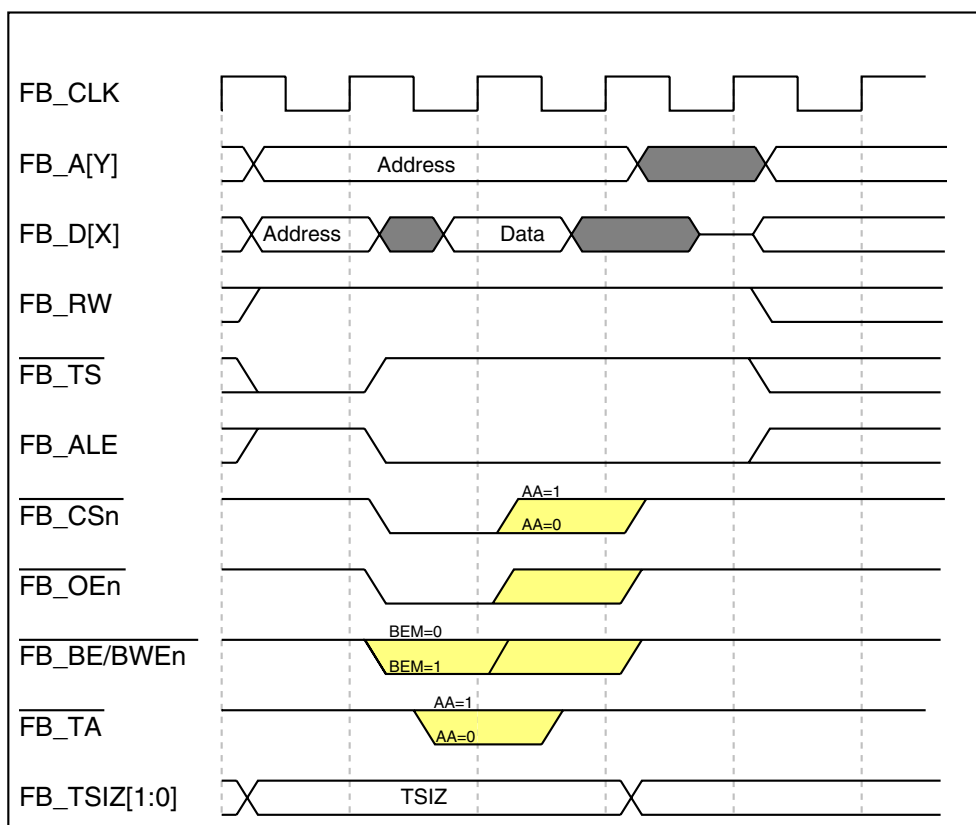 FB_CLK
FB_A[Y] Address
FB_D[X] Address Data
FB_RW
FB_TS
FB_ALE
FB_CSn AA=1
AA=0
FB_OEn
FB_BE/BWEn BEM=0
BEM=1
FB_TA AA=1
AA=0
FB_TSIZ[1:0] TSIZ